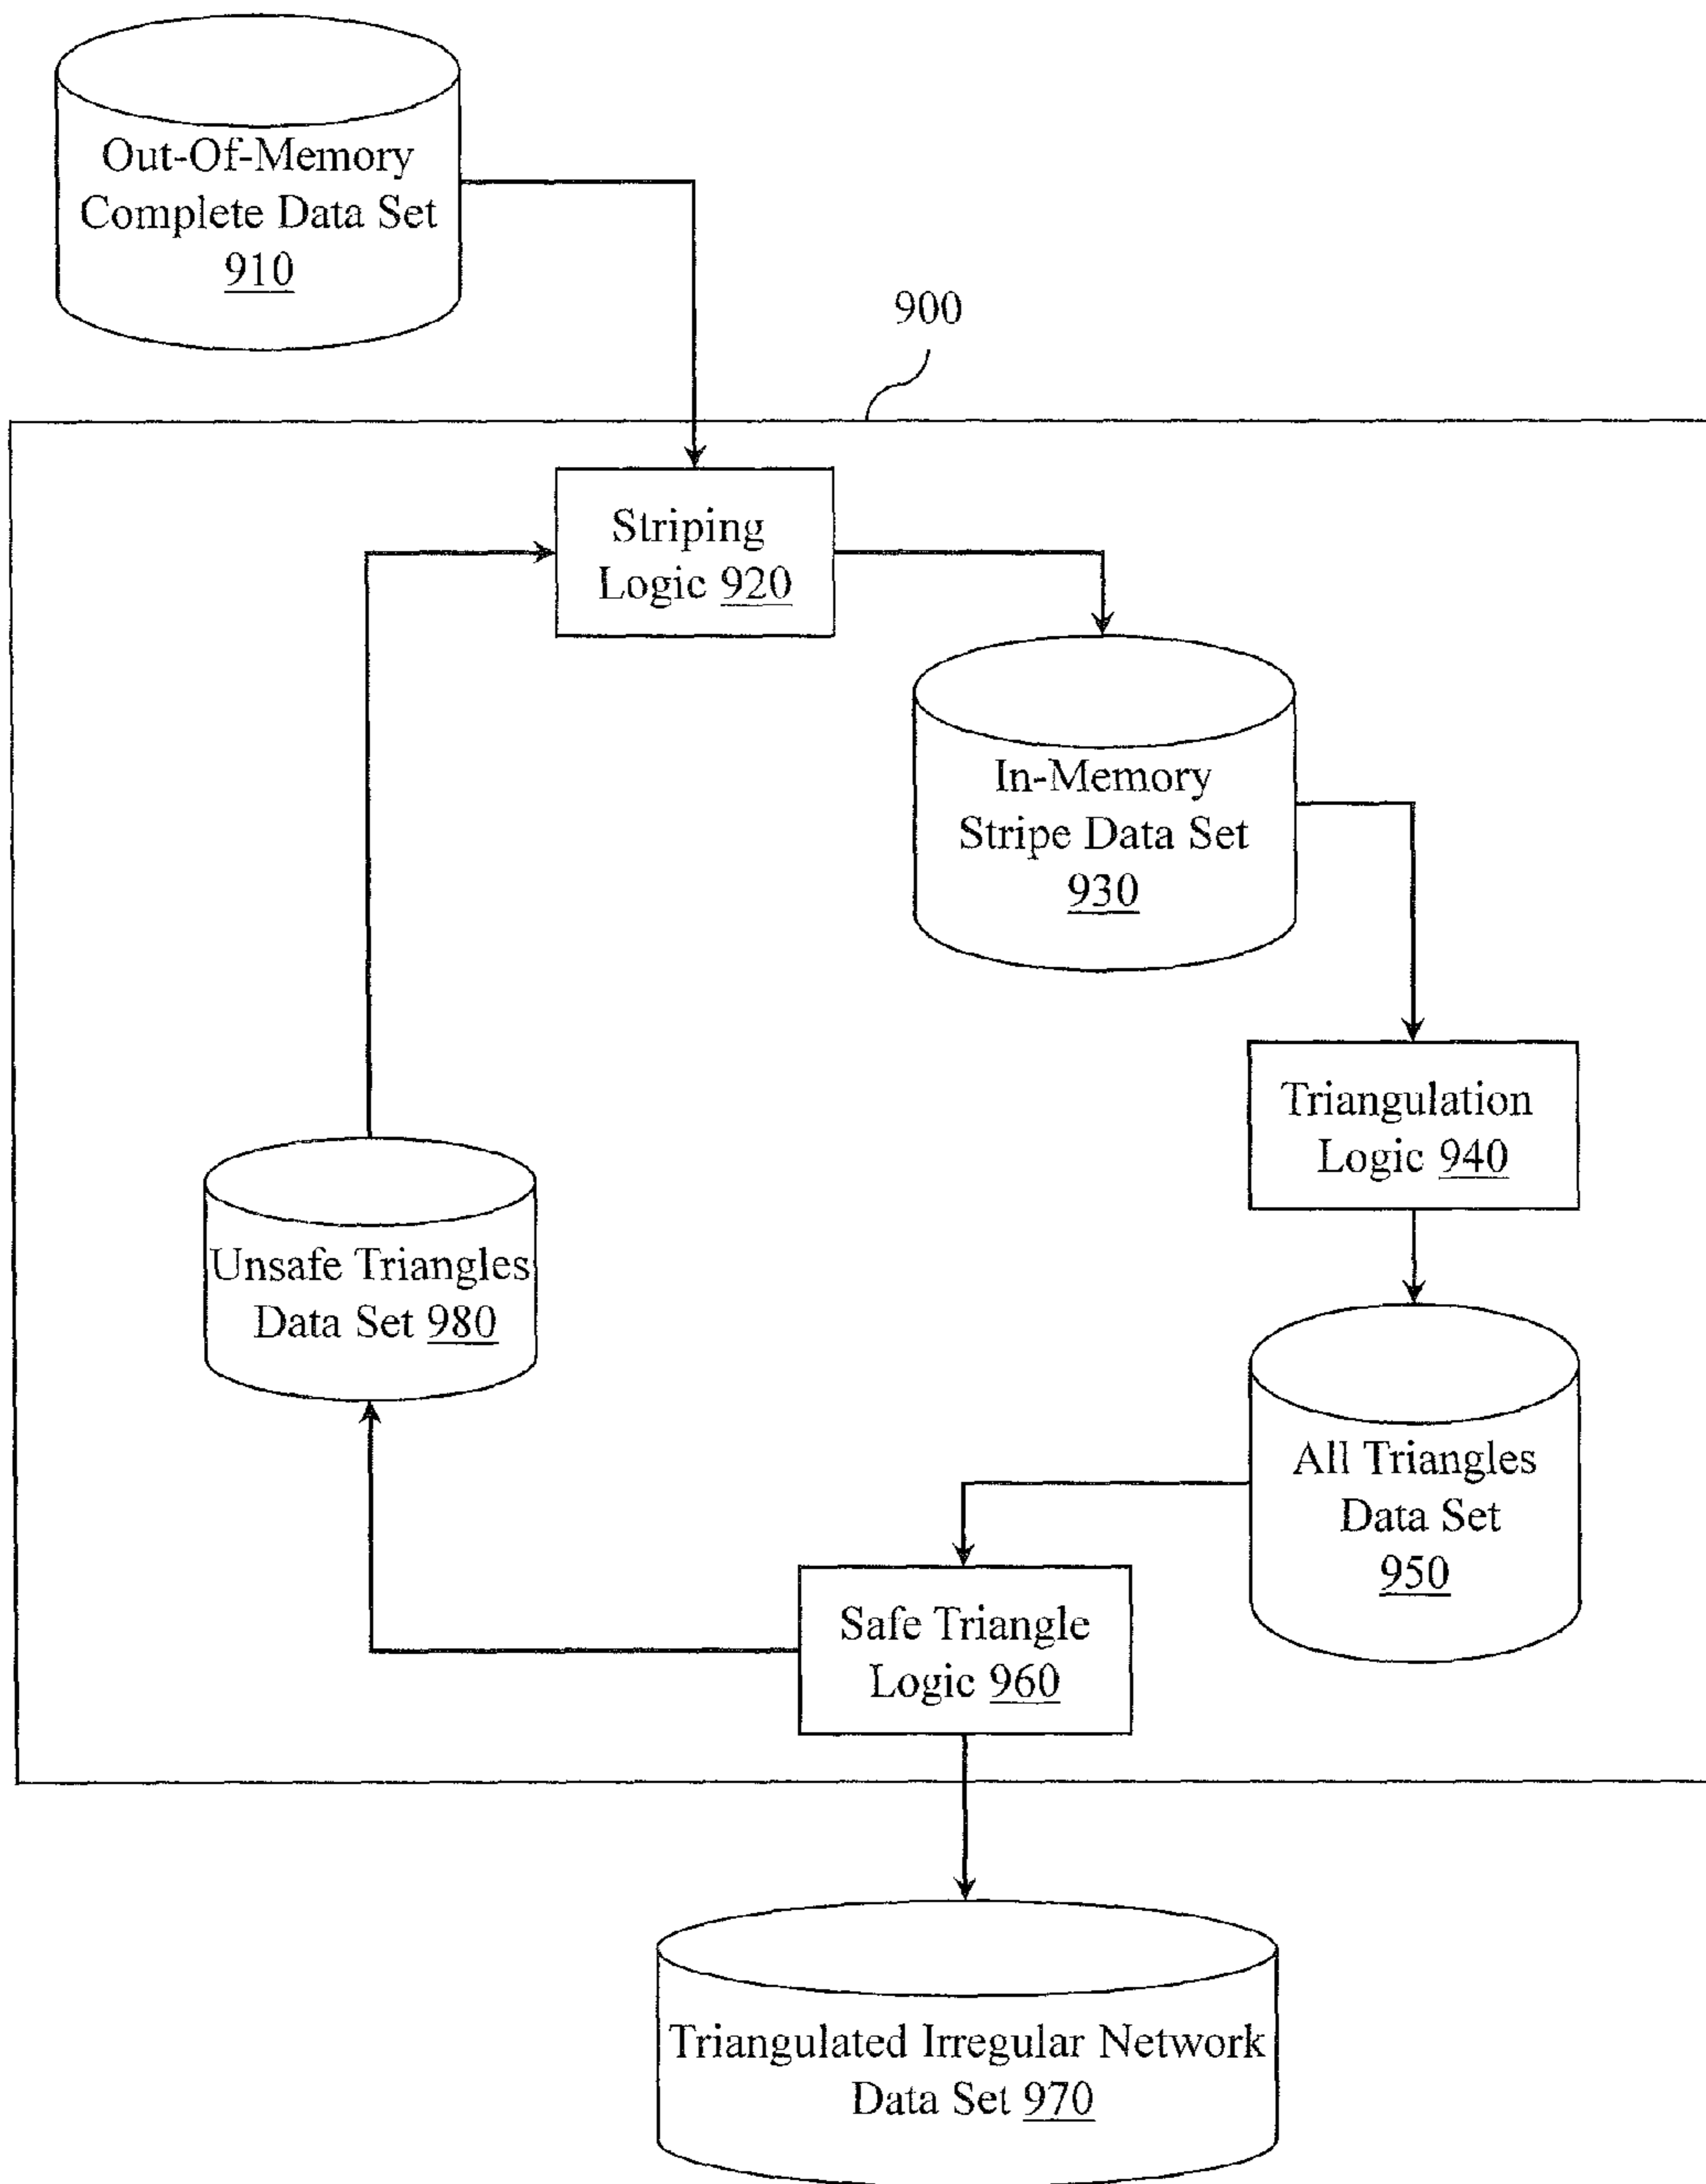 Out-Of-Memory
Complete Data Set
910
900
Striping
Logic 920
In-Memory
Stripe Data Set
930
Triangulation
Logic 940
Unsafe Triangles
Data Set 980
All Triangles
Data Set
950
Safe Triangle
Logic 960
Triangulated Irregular Network
Data Set 970